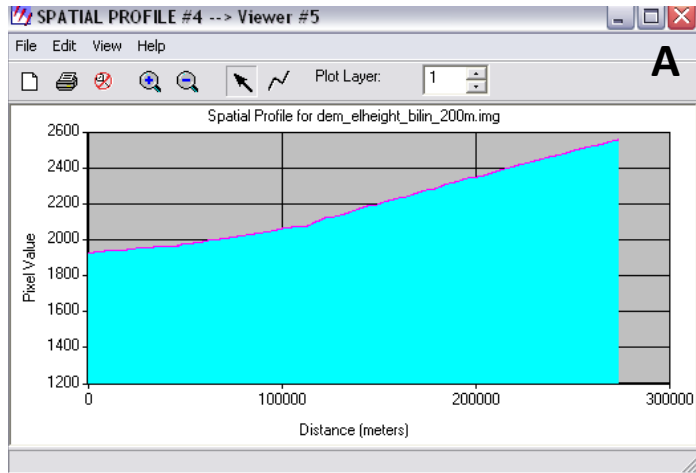 SPATIAL PROFILE #4 --> Viewer #5
File Edit View Help
A
Plot Layer: 1
Spatial Profile for dem_elheight_bilin_200m.img
2600
2400
2200
2000
1800
1600
1400
1200
Pixel Value
0 100000 200000 300000
Distance (meters)